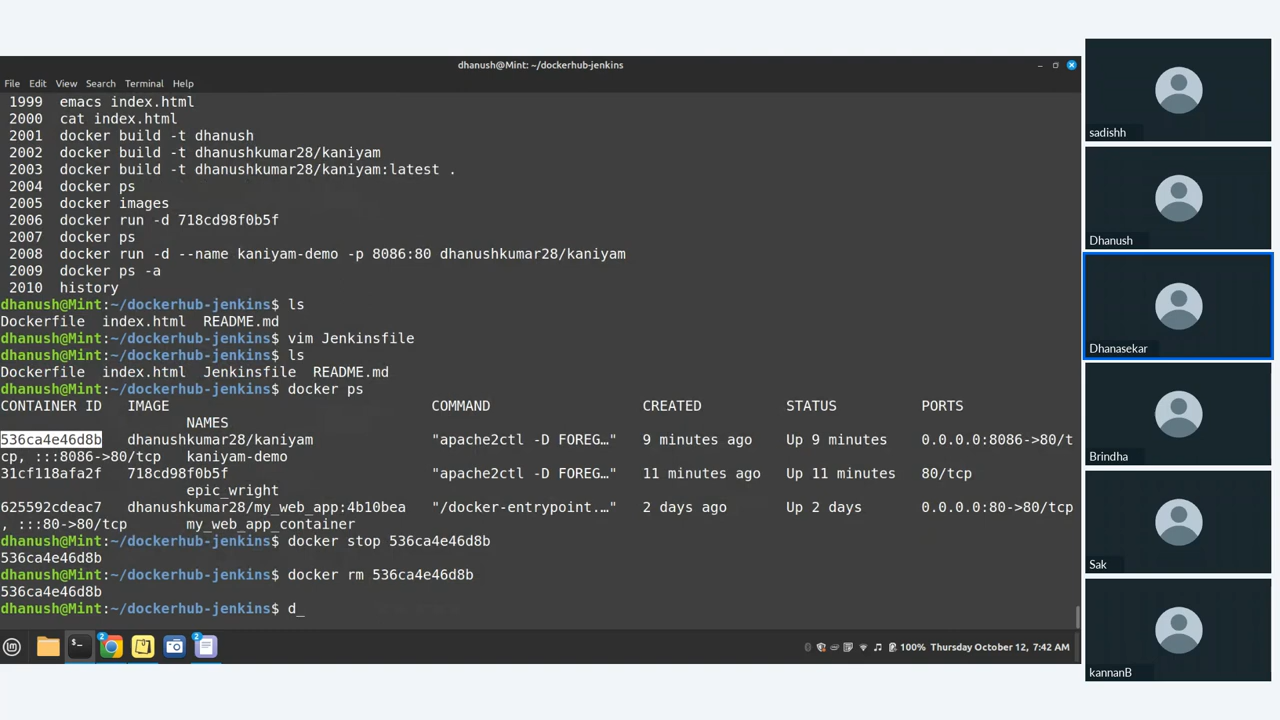 dhanush@Mint: ~/dockerhub-jenkins
File Edit View Search Terminal Help
1999 emacs index.html
2000 cat index.html
2001 docker build -t dhanush
2002 docker build -t dhanushkumar28/kaniyam
2003 docker build -t dhanushkumar28/kaniyam:latest .
2004 docker ps
2005 docker images
2006 docker run -d 718cd98f0b5f
2007 docker ps
2008 docker run -d --name kaniyam-demo -p 8086:80 dhanushkumar28/kaniyam
2009 docker ps -a
2010 history
dhanush@Mint:~/dockerhub-jenkins$ ls
Dockerfile index.html README.md
dhanush@Mint:~/dockerhub-jenkins$ vim Jenkinsfile
dhanush@Mint:~/dockerhub-jenkins$ ls
Dockerfile index.html Jenkinsfile README.md
dhanush@Mint:~/dockerhub-jenkins$ docker ps
CONTAINER ID IMAGE COMMAND CREATED STATUS PORTS
NAMES
536ca4e46d8b dhanushkumar28/kaniyam "apache2ctl -D FOREG…" 9 minutes ago Up 9 minutes 0.0.0.0:8086->80/t
cp, :::8086->80/tcp kaniyam-demo
31cf118afa2f 718cd98f0b5f "apache2ctl -D FOREG…" 11 minutes ago Up 11 minutes 80/tcp
epic_wright
625592cdeac7 dhanushkumar28/my_web_app:4b10bea "/docker-entrypoint.…" 2 days ago Up 2 days 0.0.0.0:80->80/tcp
, :::80->80/tcp my_web_app_container
dhanush@Mint:~/dockerhub-jenkins$ docker stop 536ca4e46d8b
536ca4e46d8b
dhanush@Mint:~/dockerhub-jenkins$ docker rm 536ca4e46d8b
536ca4e46d8b
dhanush@Mint:~/dockerhub-jenkins$ d_
2 2 100% Thursday October 12, 7:42 AM
sadishh
Dhanush
Dhanasekar
Brindha
Sak
kannanB